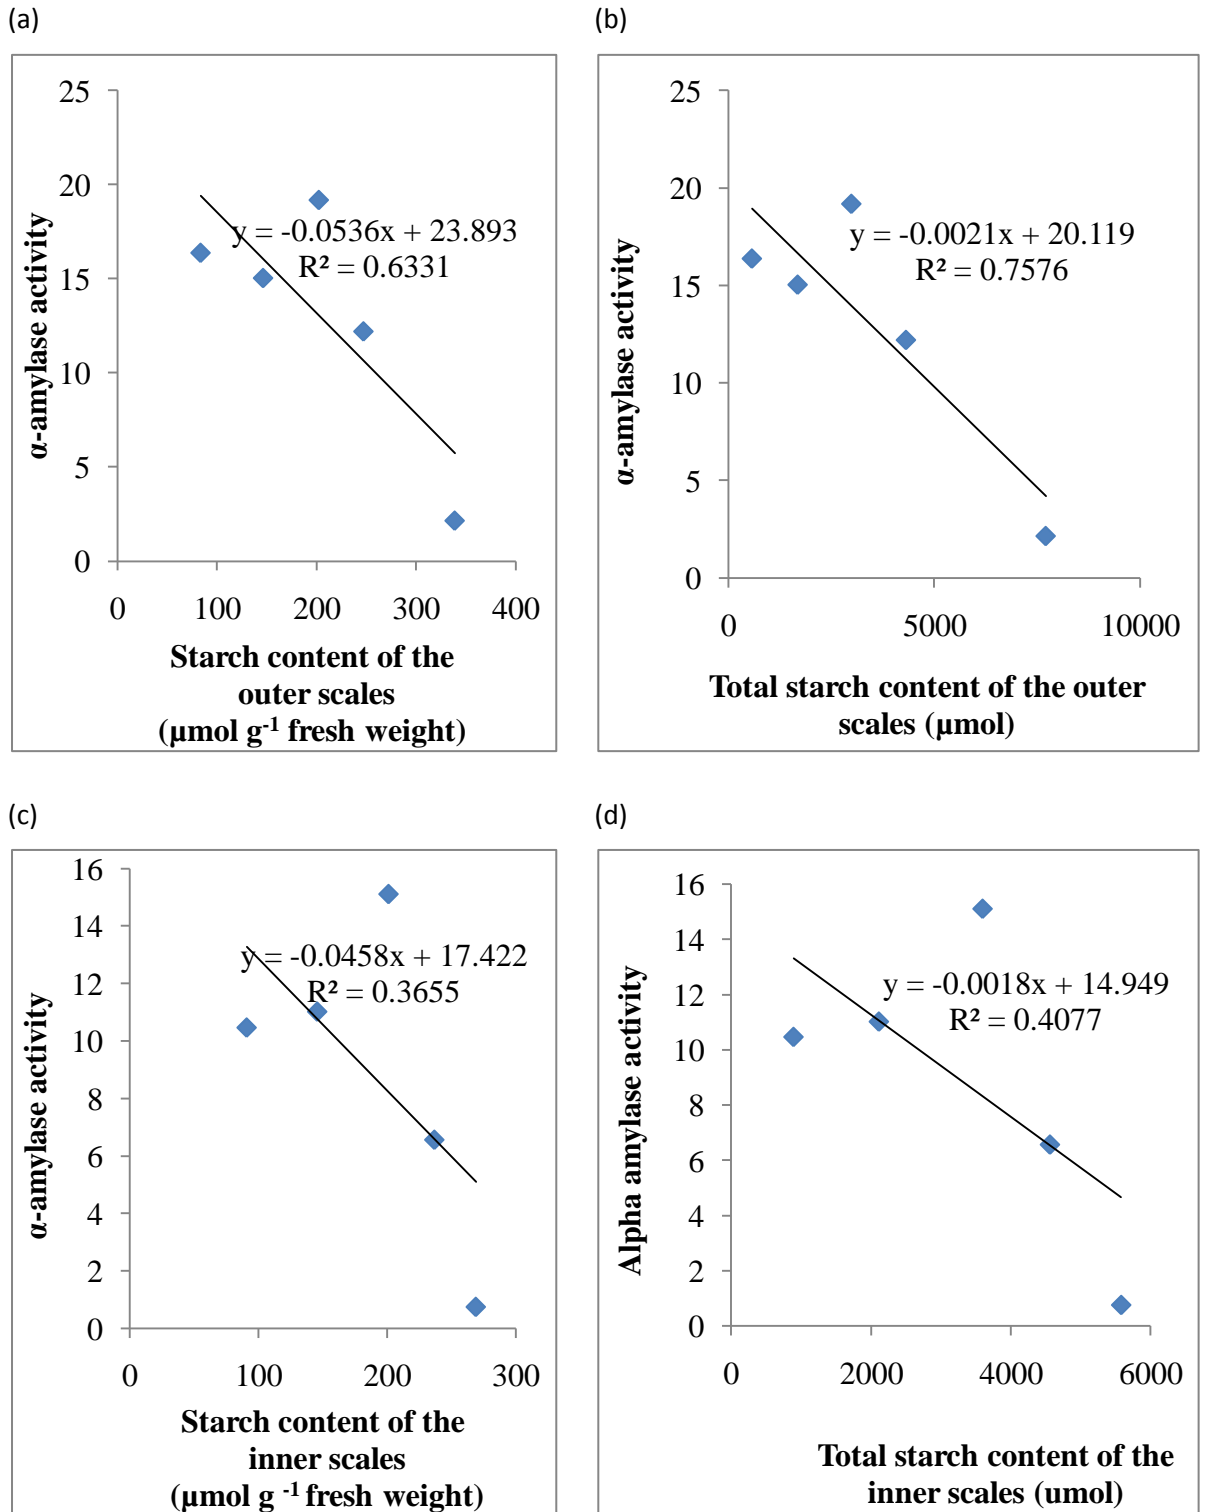 (a)
25
20
15
10
5
0
α-amylase activity
y = -0.0536x + 23.893
R² = 0.6331
0 100 200 300 400
Starch content of the
outer scales
(µmol g-1 fresh weight)
(b)
25
20
15
10
5
0
α-amylase activity
y = -0.0021x + 20.119
R² = 0.7576
0 5000 10000
Total starch content of the outer
scales (µmol)
(c)
16
14
12
10
8
6
4
2
0
α-amylase activity
y = -0.0458x + 17.422
R² = 0.3655
0 100 200 300
Starch content of the
inner scales
(µmol g -1 fresh weight)
(d)
16
14
12
10
8
6
4
2
0
Alpha amylase activity
y = -0.0018x + 14.949
R² = 0.4077
0 2000 4000 6000
Total starch content of the
inner scales (umol)